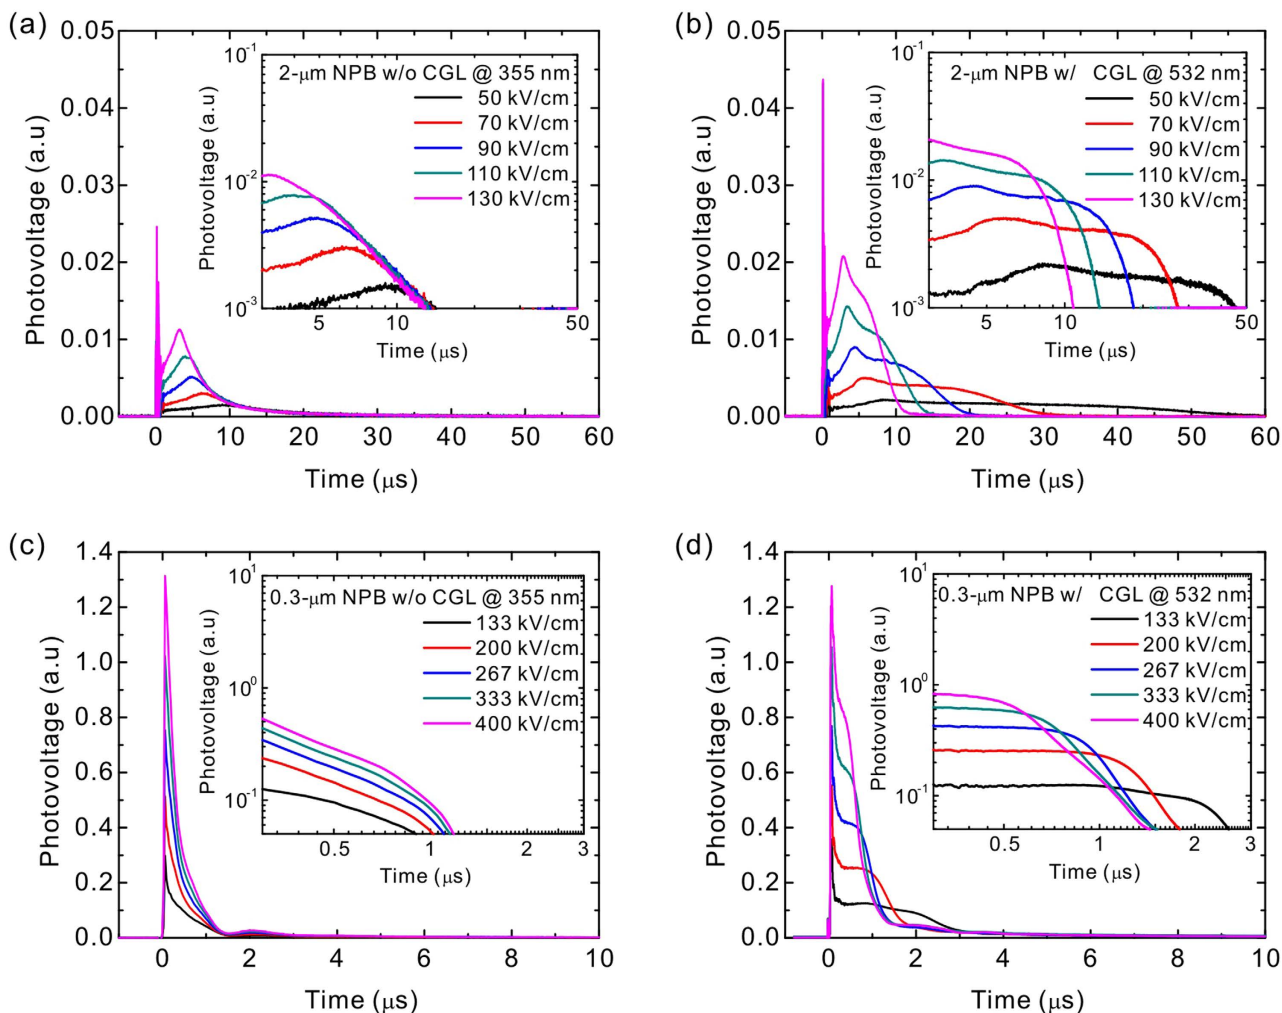 (a)
0.05
0.04
0.03
0.02
0.01
0.00
Photovoltage (a.u)
0
10
20
30
40
50
60
Time (μs)
10-1
10-2
10-3
Photovoltage (a.u)
2-μm NPB w/o CGL @ 355 nm
50 kV/cm
70 kV/cm
90 kV/cm
110 kV/cm
130 kV/cm
5
10
50
Time (μs)
(b)
0.05
0.04
0.03
0.02
0.01
0.00
Photovoltage (a.u)
0
10
20
30
40
50
60
Time (μs)
10-1
10-2
10-3
Photovoltage (a.u)
2-μm NPB w/ CGL @ 532 nm
50 kV/cm
70 kV/cm
90 kV/cm
110 kV/cm
130 kV/cm
5
10
50
Time (μs)
(c)
1.4
1.2
1.0
0.8
0.6
0.4
0.2
0.0
Photovoltage (a.u)
0
2
4
6
8
10
Time (μs)
101
100
10-1
Photovoltage (a.u)
0.3-μm NPB w/o CGL @ 355 nm
133 kV/cm
200 kV/cm
267 kV/cm
333 kV/cm
400 kV/cm
0.5
1
2
3
Time (μs)
(d)
1.4
1.2
1.0
0.8
0.6
0.4
0.2
0.0
Photovoltage (a.u)
0
2
4
6
8
10
Time (μs)
101
100
10-1
Photovoltage (a.u)
0.3-μm NPB w/ CGL @ 532 nm
133 kV/cm
200 kV/cm
267 kV/cm
333 kV/cm
400 kV/cm
0.5
1
2
3
Time (μs)